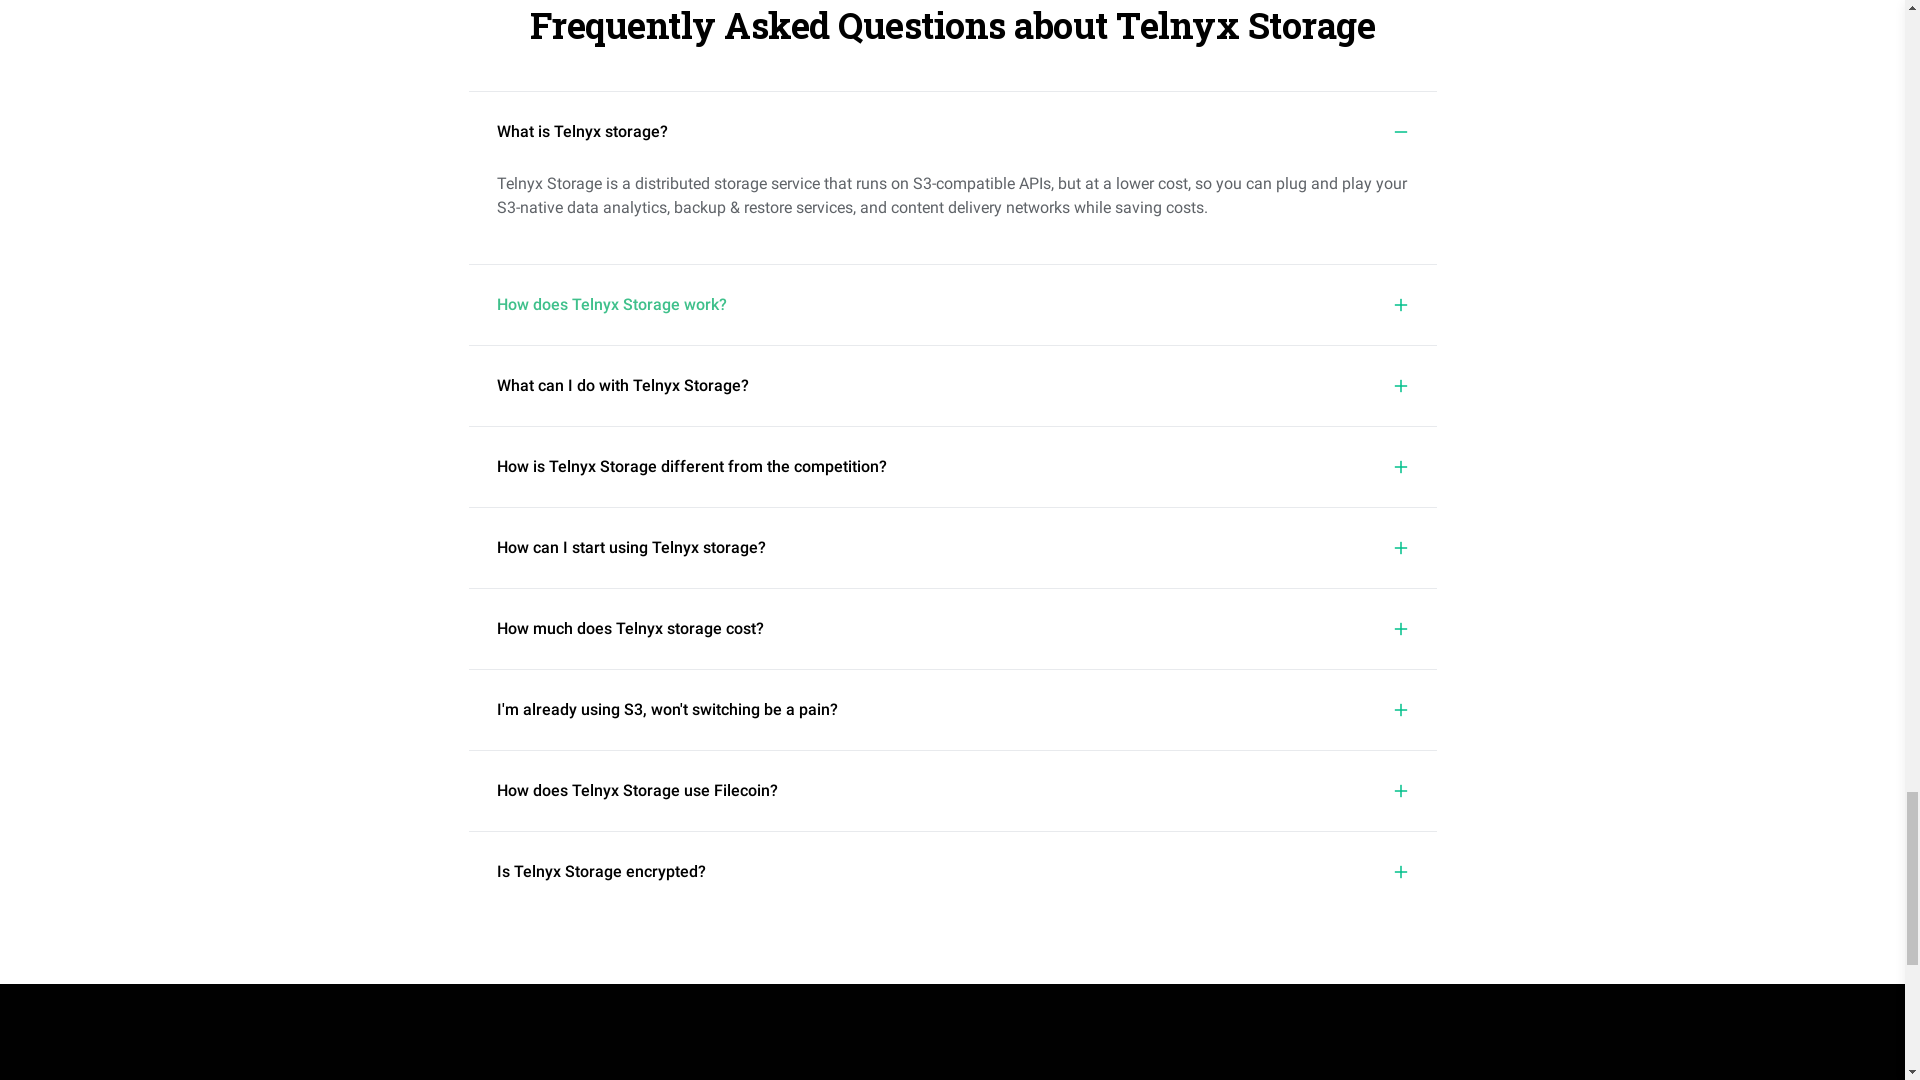 Frequently Asked Questions about Telnyx Storage
What is Telnyx storage?
Telnyx Storage is a distributed storage service that runs on S3-compatible APIs, but at a lower cost, so you can plug and play your
S3-native data analytics, backup & restore services, and content delivery networks while saving costs.
How does Telnyx Storage work?
What can I do with Telnyx Storage?
How is Telnyx Storage different from the competition?
How can I start using Telnyx storage?
How much does Telnyx storage cost?
I'm already using S3, won't switching be a pain?
How does Telnyx Storage use Filecoin?
Is Telnyx Storage encrypted?